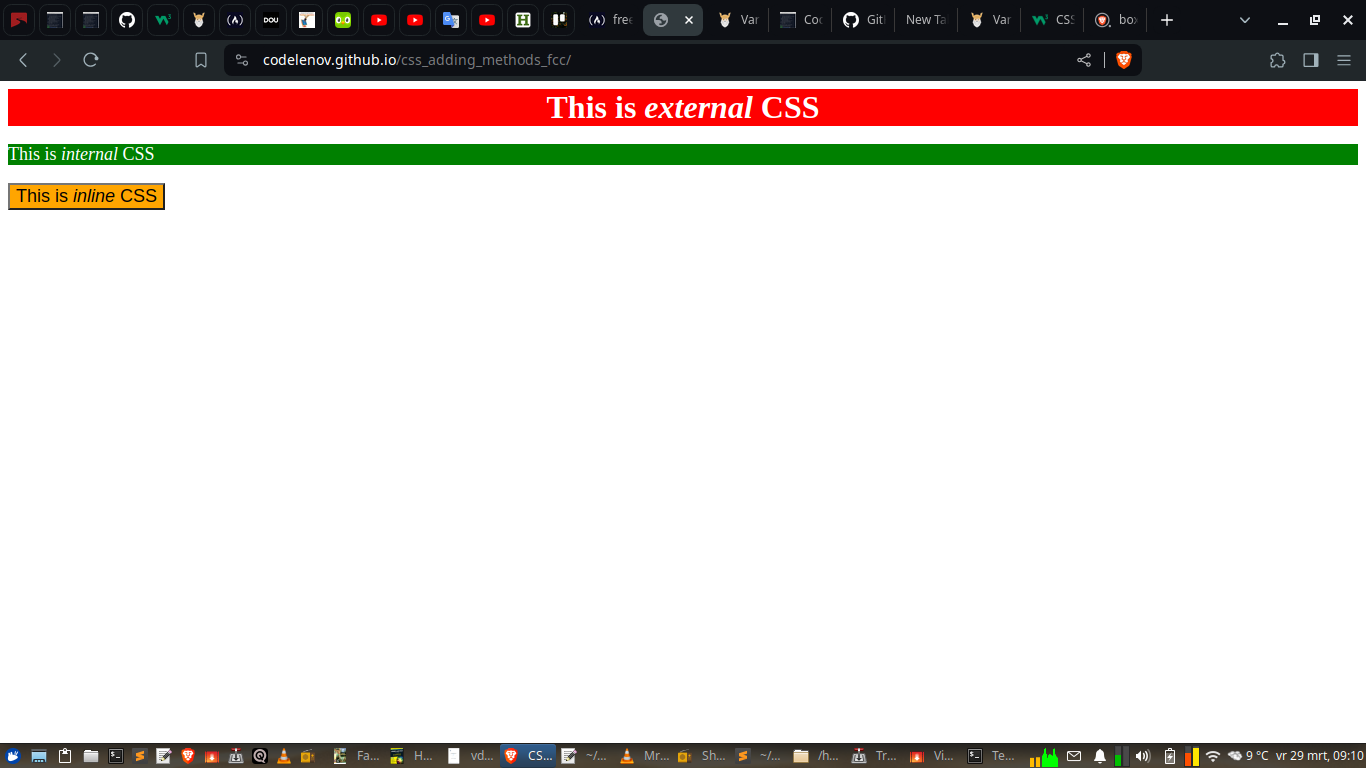 DOU
free
Var
Coc
Git
New Ta
Var
CSS
box
codelenov.github.io/css_adding_methods_fcc/
This is external CSS
This is internal CSS
This is inline CSS
Fa...
H...
vd...
CS...
~/...
Mr...
Sh...
~/...
/h...
Tr...
Vi...
Te...
9 °C
vr 29 mrt, 09:10